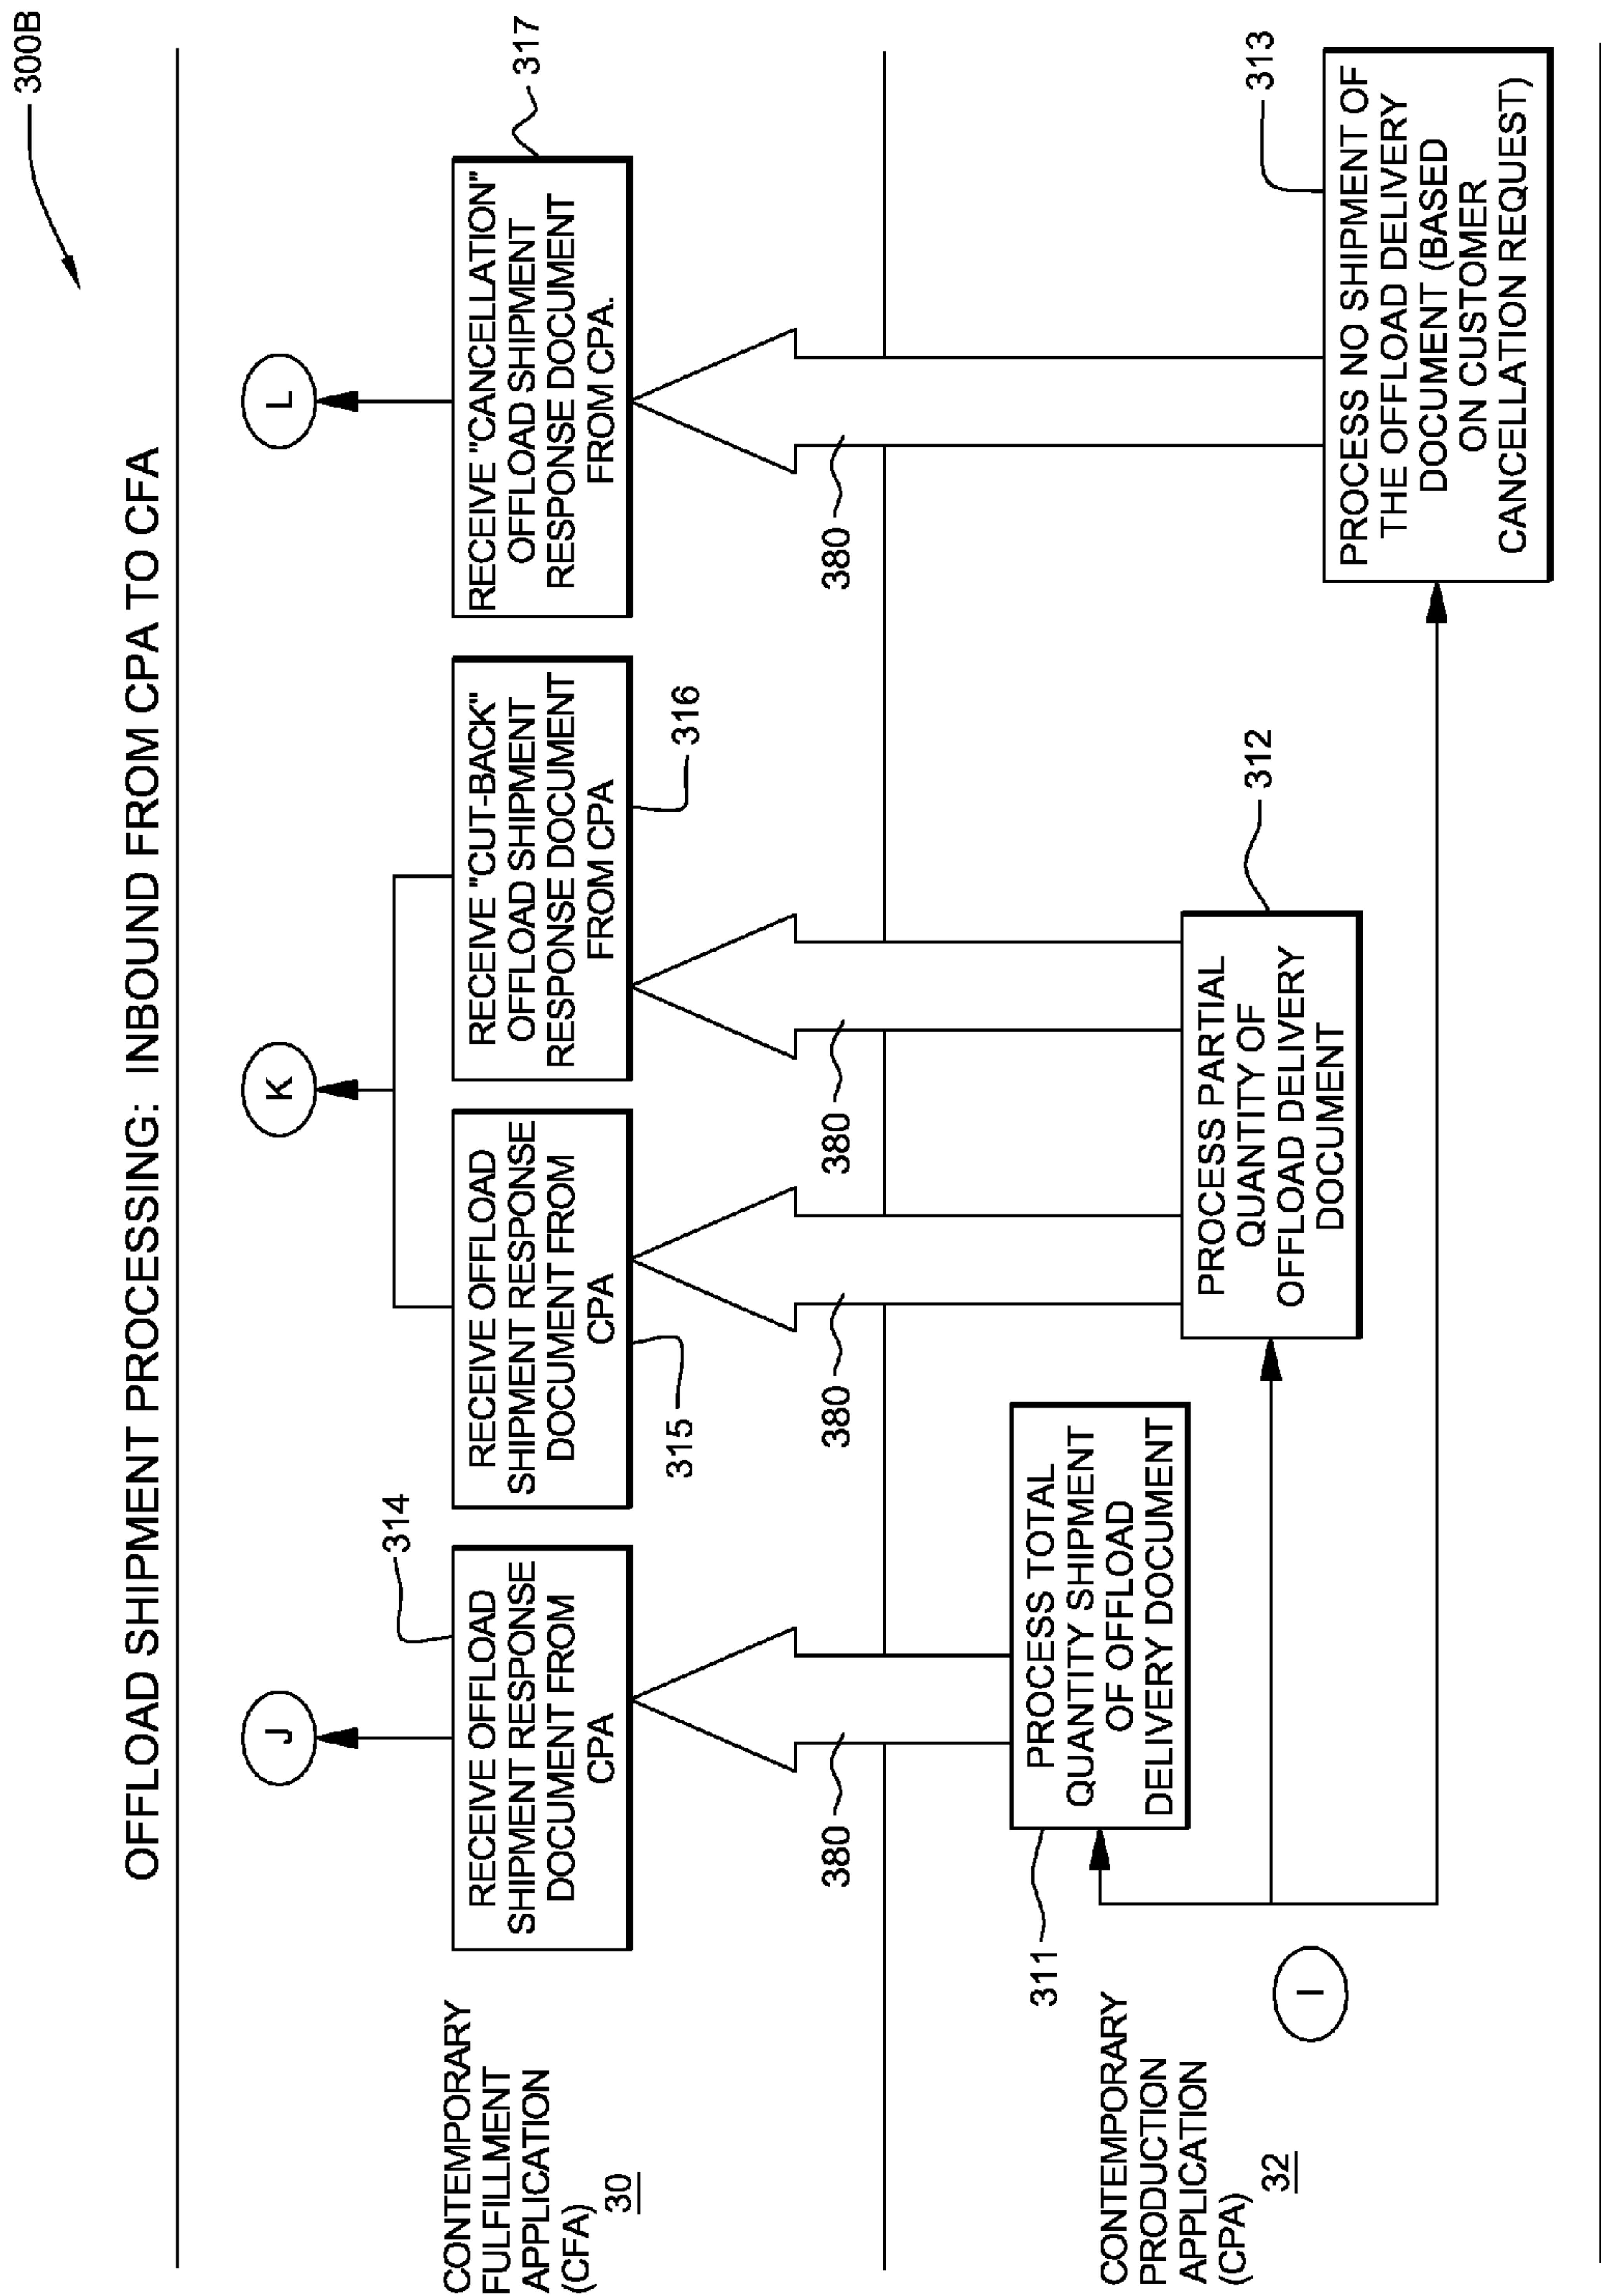 300B
OFFLOAD SHIPMENT PROCESSING: INBOUND FROM CPA TO CFA
J
K
L
CONTEMPORARY
FULFILLMENT
APPLICATION
(CFA)
30
314
RECEIVE OFFLOAD
SHIPMENT RESPONSE
DOCUMENT FROM
CPA
RECEIVE OFFLOAD
SHIPMENT RESPONSE
DOCUMENT FROM
CPA
315
RECEIVE "CUT-BACK"
OFFLOAD SHIPMENT
RESPONSE DOCUMENT
FROM CPA
316
RECEIVE "CANCELLATION"
OFFLOAD SHIPMENT
RESPONSE DOCUMENT
FROM CPA.
317
380
380
380
380
CONTEMPORARY
PRODUCTION
APPLICATION
(CPA)
32
I
311
PROCESS TOTAL
QUANTITY SHIPMENT
OF OFFLOAD
DELIVERY DOCUMENT
PROCESS PARTIAL
QUANTITY OF
OFFLOAD DELIVERY
DOCUMENT
312
PROCESS NO SHIPMENT OF
THE OFFLOAD DELIVERY
DOCUMENT (BASED
ON CUSTOMER
CANCELLATION REQUEST)
313